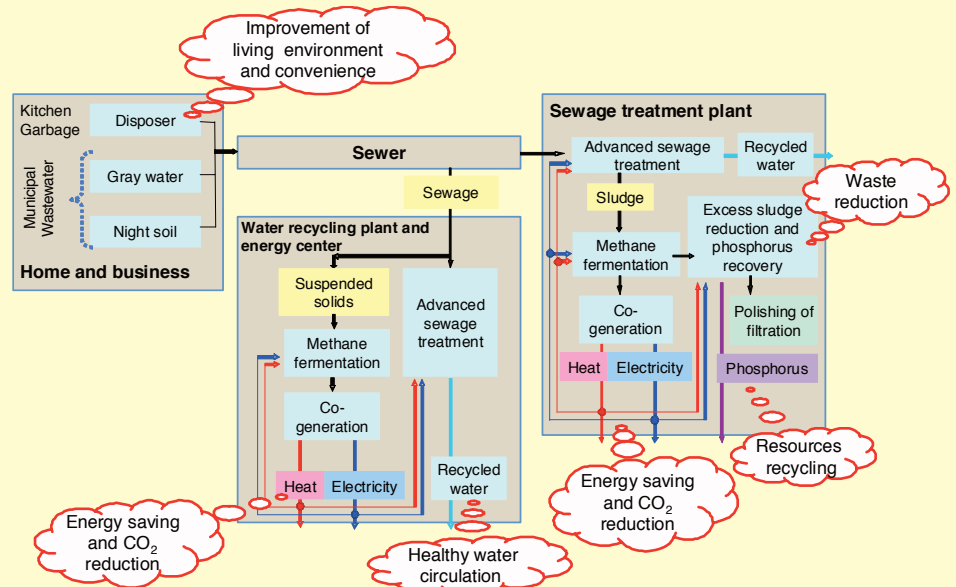 Improvement of
living environment
and convenience
Kitchen
Garbage
Disposer
Municipal
Wastewater
Gray water
Night soil
Home and business
Sewer
Sewage
Water recycling plant and
energy center
Suspended
solids
Methane
fermentation
Co-
generation
Advanced
sewage
treatment
Heat
Electricity
Recycled
water
Energy saving
and CO₂
reduction
Healthy water
circulation
Sewage treatment plant
Advanced sewage
treatment
Recycled
water
Sludge
Methane
fermentation
Excess sludge
reduction and
phosphorus
recovery
Waste
reduction
Co-
generation
Polishing of
filtration
Heat
Electricity
Phosphorus
Energy saving
and CO₂
reduction
Resources
recycling